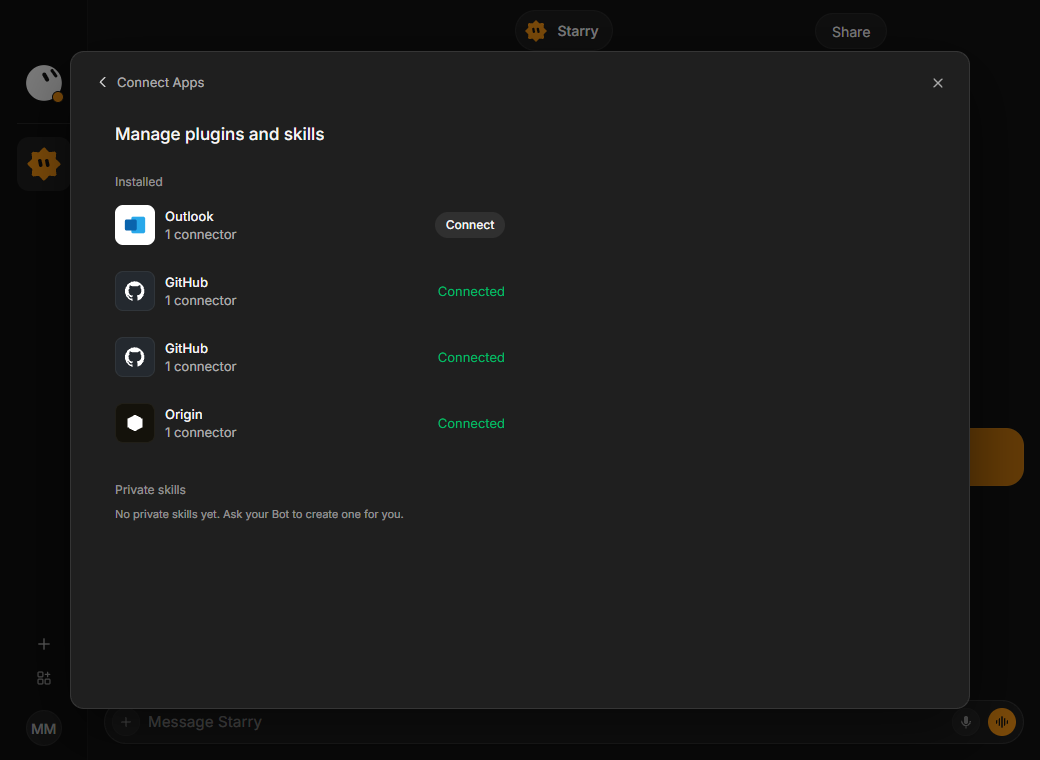 Starry
Share
Connect Apps
Manage plugins and skills
Installed
Outlook
1 connector
Connect
GitHub
1 connector
Connected
GitHub
1 connector
Connected
Origin
1 connector
Connected
Private skills
No private skills yet. Ask your Bot to create one for you.
MM
Message Starry